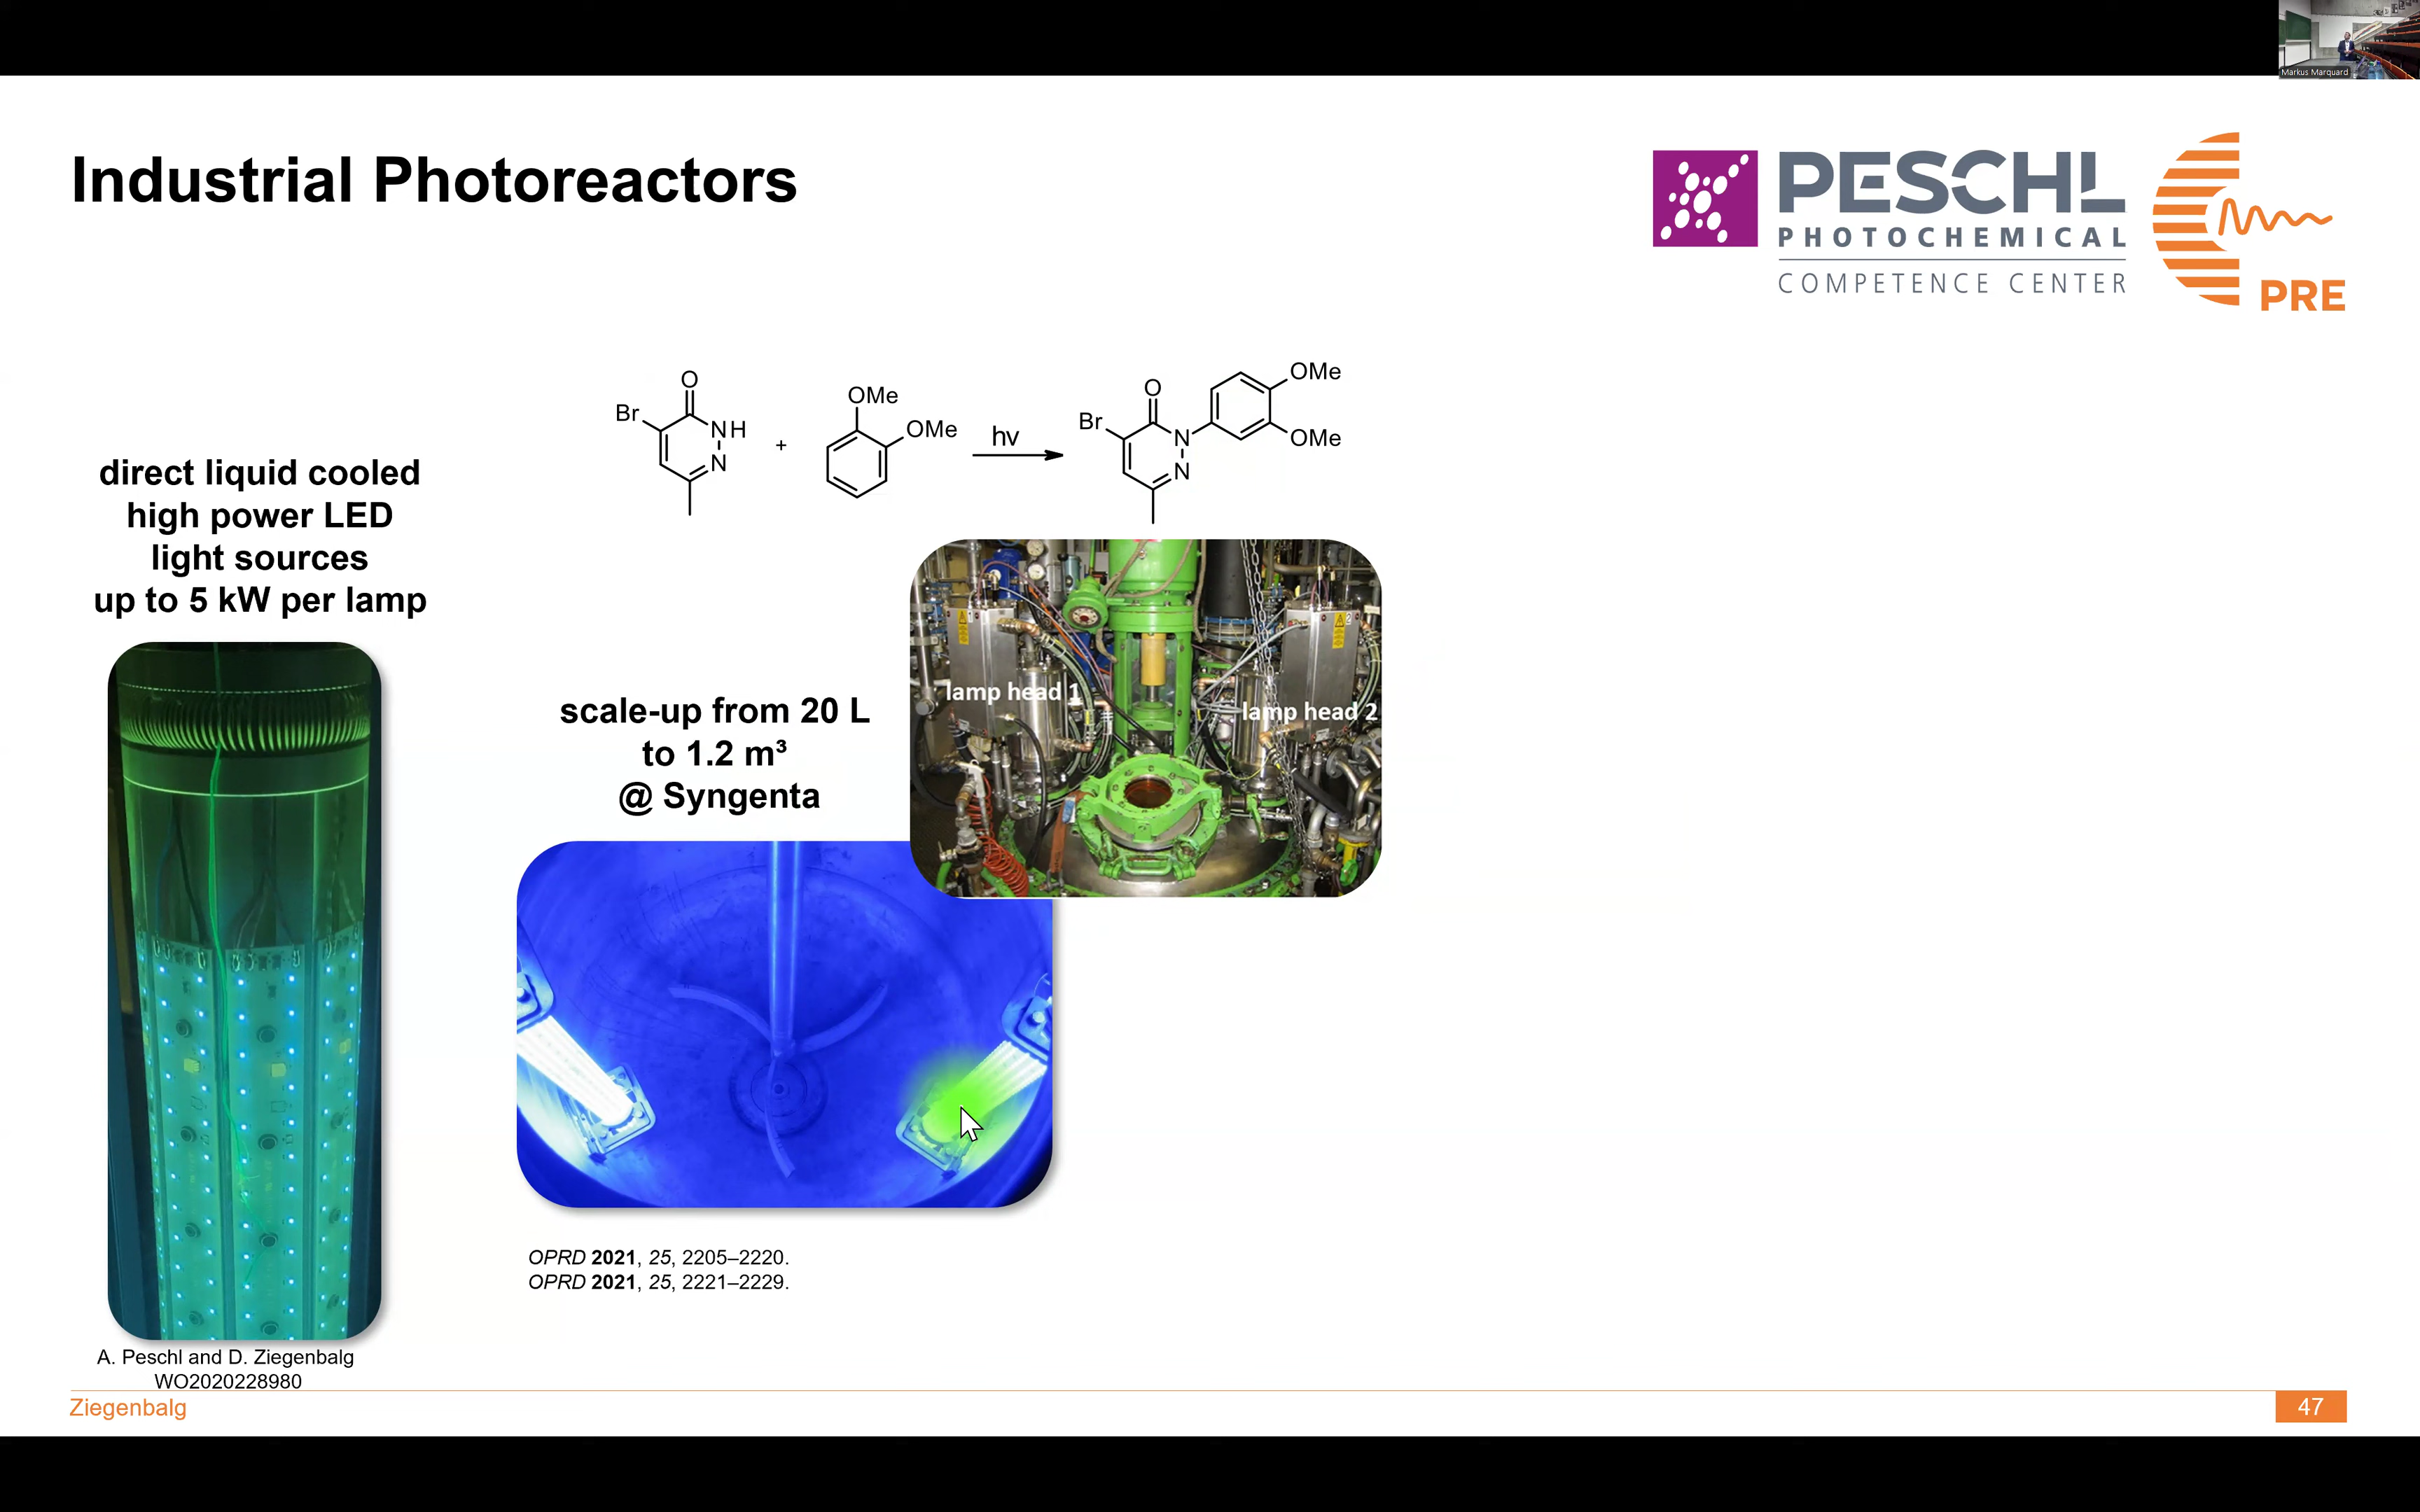 Markus Marquard
Industrial Photoreactors
PESCHL
PHOTOCHEMICAL
COMPETENCE CENTER
PRE
direct liquid cooled
high power LED
light sources
up to 5 kW per lamp
O
Br
NH
N
+
OMe
OMe
hv
O
Br
N
N
OMe
OMe
lamp head 1
lamp head 2
scale-up from 20 L
to 1.2 m³
@ Syngenta
OPRD 2021, 25, 2205–2220.
OPRD 2021, 25, 2221–2229.
A. Peschl and D. Ziegenbalg
WO2020228980
Ziegenbalg
47